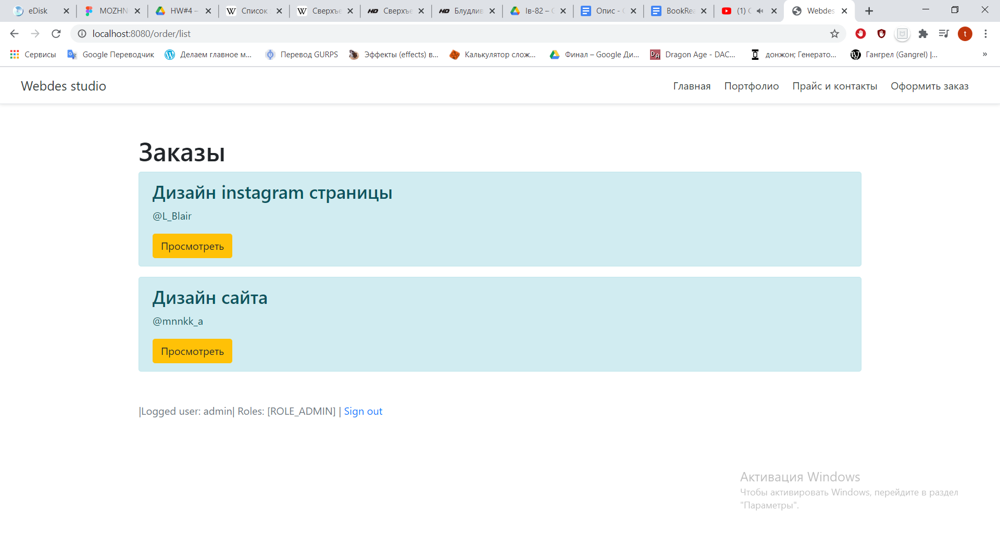 eDisk
MOZHN
HW#4 –
Список
Сверхъе
Сверхъе
Блудлив
Ів-82 – С
Опис - G
BookRea
(1) С
Webdes
localhost:8080/order/list
t
Сервисы
Google Переводчик
Делаем главное м...
Перевод GURPS
Эффекты (effects) в...
Калькулятор слож...
Финал – Google Ди...
Dragon Age - DAC...
донжон; Генерато...
Гангрел (Gangrel) |...
»
Webdes studio
Главная
Портфолио
Прайс и контакты
Оформить заказ
Заказы
Дизайн instagram страницы
@L_Blair
Просмотреть
Дизайн сайта
@mnnkk_a
Просмотреть
|Logged user: admin| Roles: [ROLE_ADMIN] | Sign out
Активация Windows
Чтобы активировать Windows, перейдите в раздел
"Параметры".